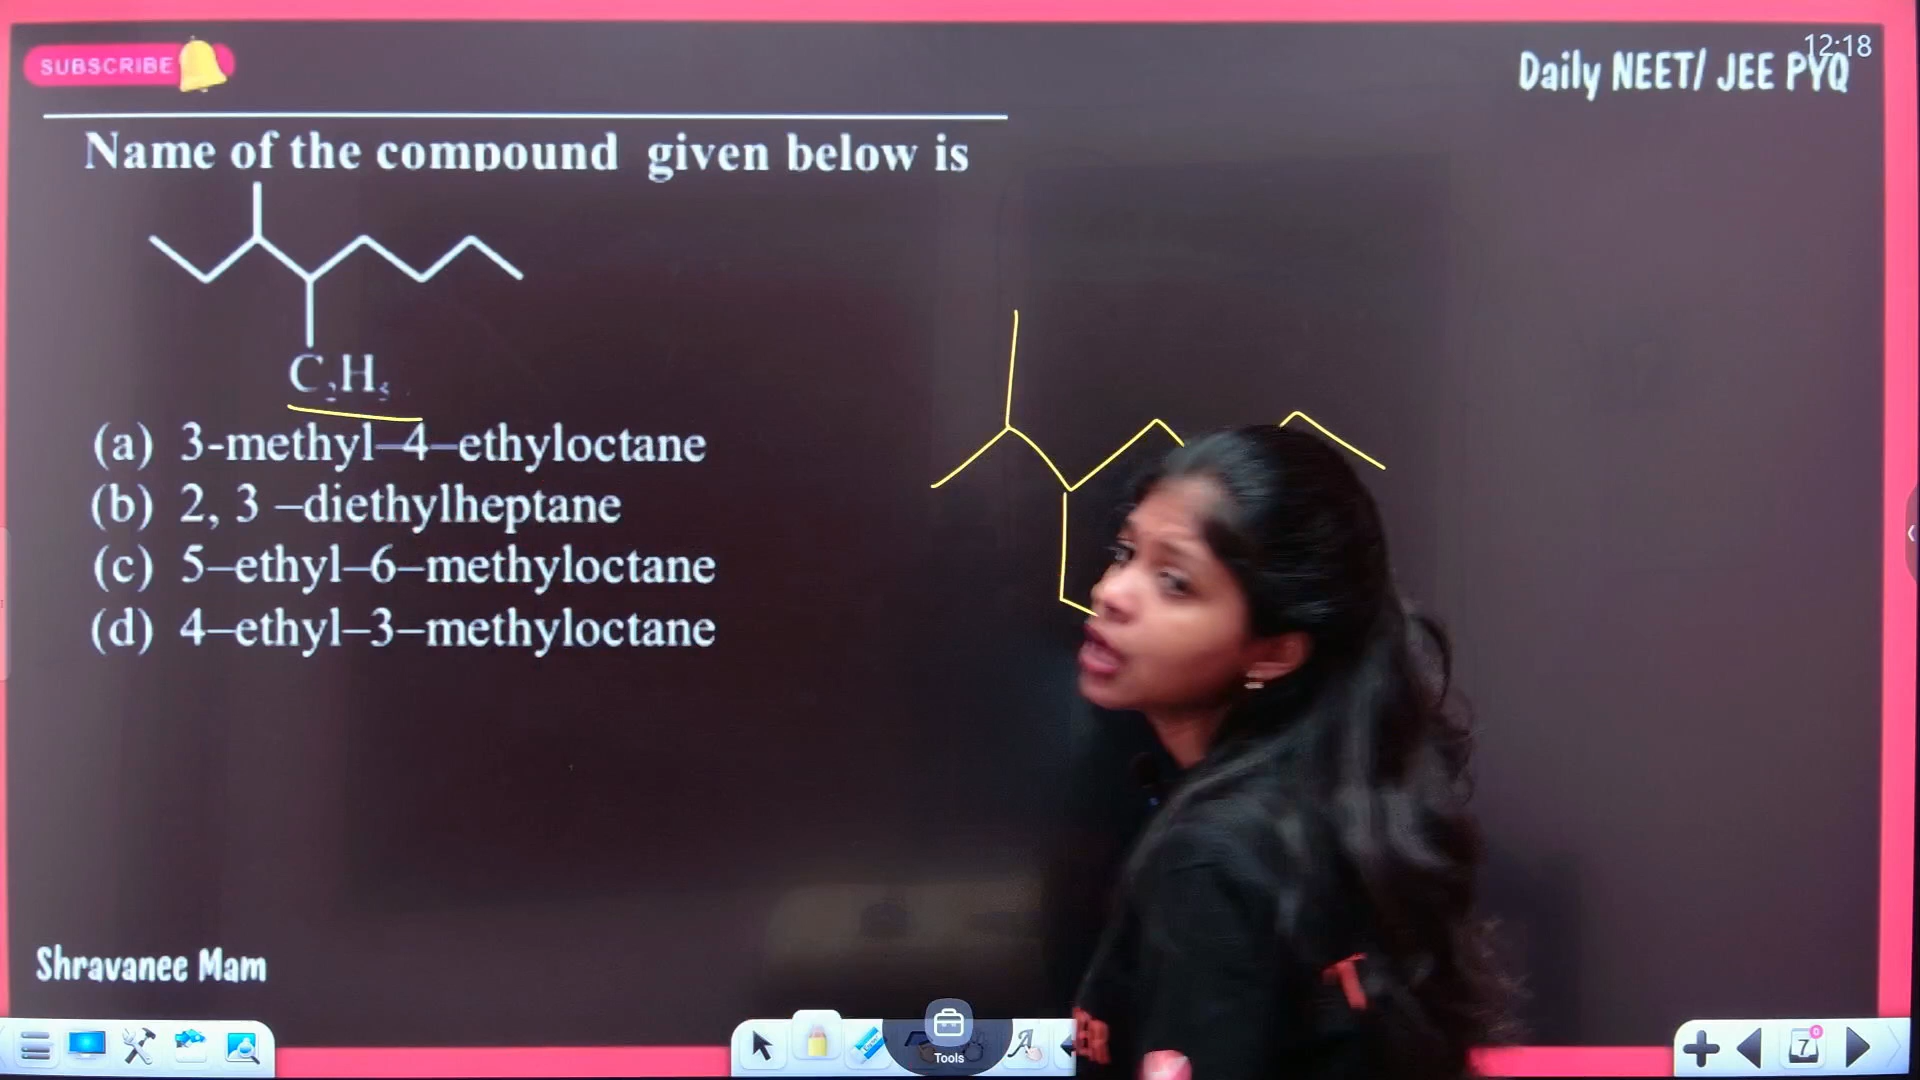 SUBSCRIBE
12:18
Daily NEET/ JEE PYQ
Name of the compound given below is
C₂H₅
(a) 3-methyl–4–ethyloctane
(b) 2, 3 –diethylheptane
(c) 5–ethyl–6–methyloctane
(d) 4–ethyl–3–methyloctane
Shravanee Mam
Tools
7